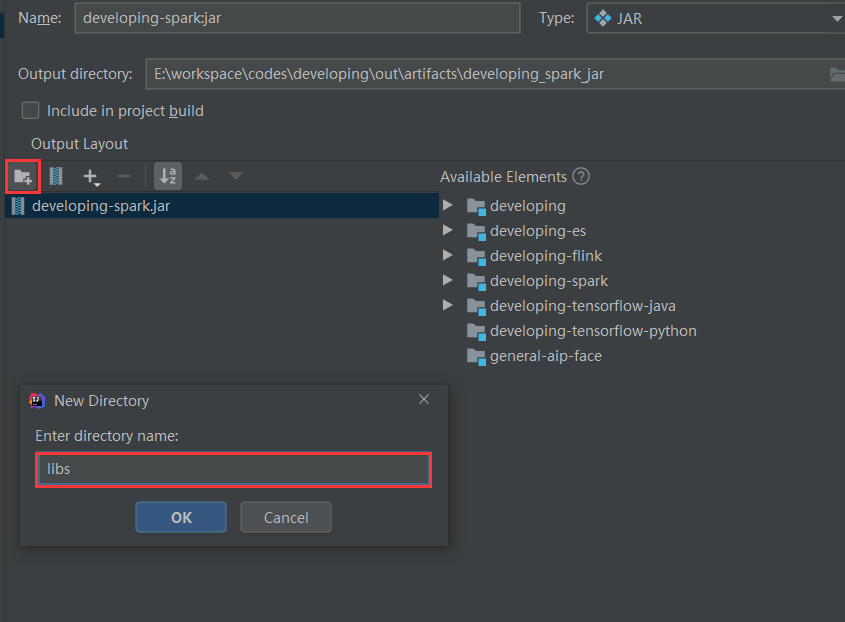 Name: developing-spark:jar Type: JAR
Output directory: E:\workspace\codes\developing\out\artifacts\developing_spark_jar
Include in project build
Output Layout
Available Elements ?
developing-spark.jar
developing
developing-es
developing-flink
developing-spark
developing-tensorflow-java
developing-tensorflow-python
general-aip-face
New Directory
Enter directory name:
libs
OK Cancel